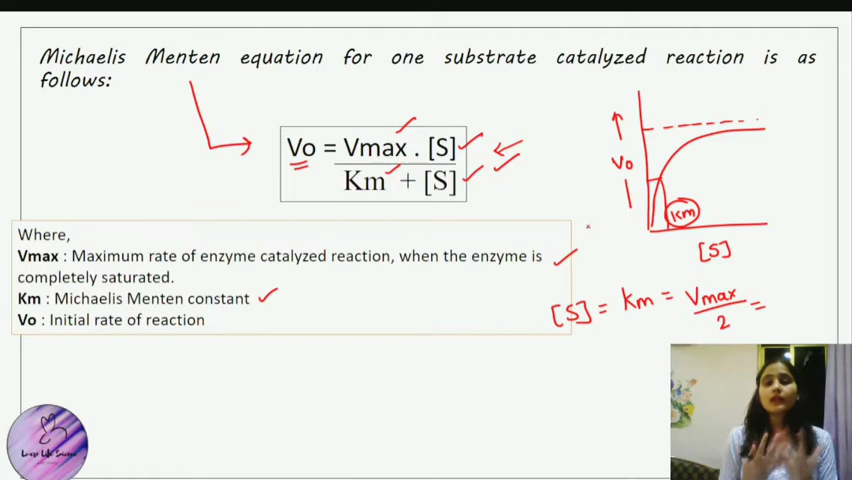 Michaelis Menten equation for one substrate catalyzed reaction is as
follows:
Vo = Vmax . [S]
Km + [S]
Vo
Km
[S]
Where,
Vmax : Maximum rate of enzyme catalyzed reaction, when the enzyme is
completely saturated.
Km : Michaelis Menten constant
Vo : Initial rate of reaction
[S] = Km = Vmax/2 =